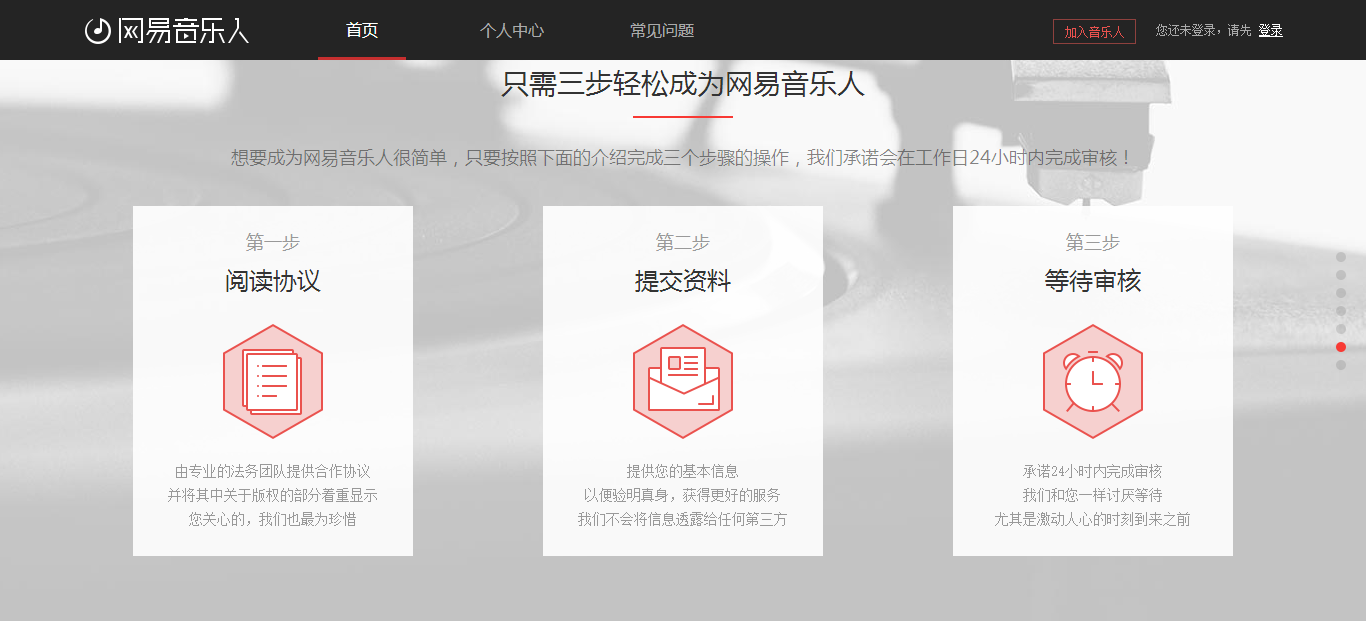 网易音乐人
首页
个人中心
常见问题
加入音乐人
您还未登录，请先 登录
只需三步轻松成为网易音乐人
想要成为网易音乐人很简单，只要按照下面的介绍完成三个步骤的操作，我们承诺会在工作日24小时内完成审核！
第一步
阅读协议
由专业的法务团队提供合作协议
并将其中关于版权的部分着重显示
您关心的，我们也最为珍惜
第二步
提交资料
提供您的基本信息
以便验明真身，获得更好的服务
我们不会将信息透露给任何第三方
第三步
等待审核
承诺24小时内完成审核
我们和您一样讨厌等待
尤其是激动人心的时刻到来之前